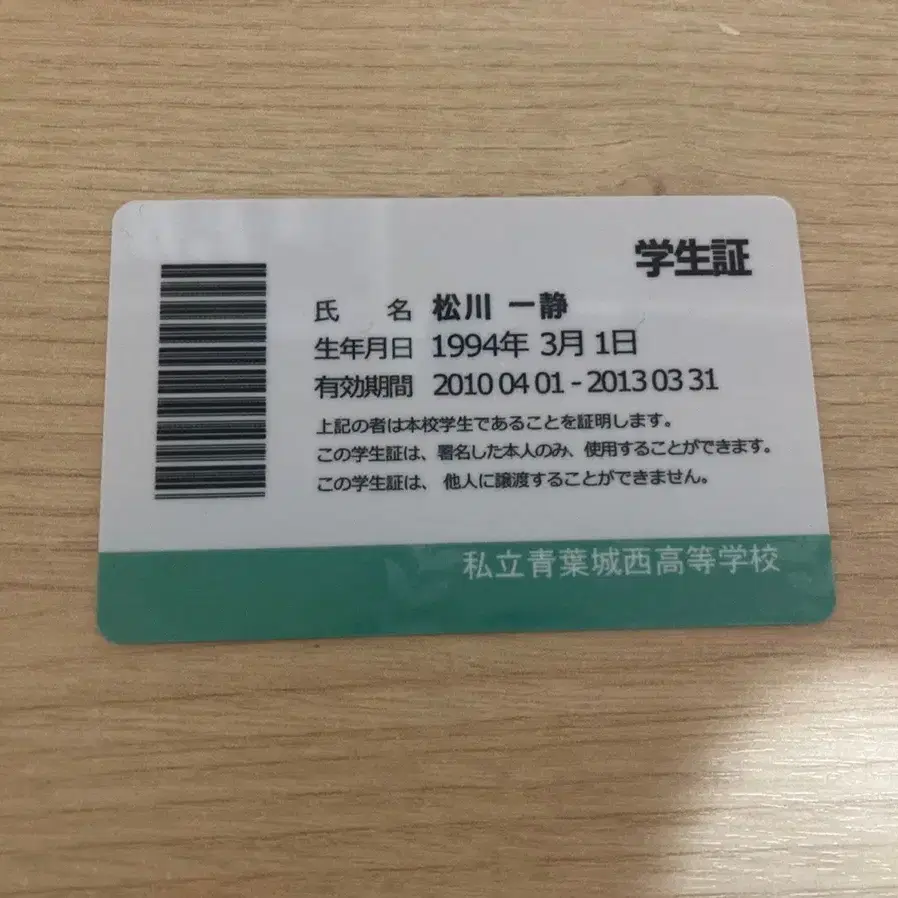 学生証
氏 名 松川 一静
生年月日 1994年 3月 1日
有効期間 2010 04 01 - 2013 03 31
上記の者は本校学生であることを証明します。
この学生証は、署名した本人のみ、使用することができます。
この学生証は、 他人に譲渡することができません。
私立青葉城西高等学校